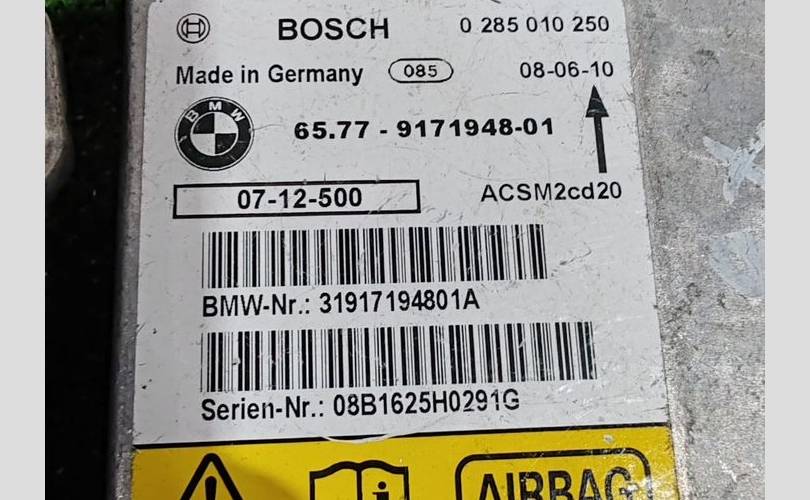 BOSCH 0 285 010 250
Made in Germany 085 08-06-10
BMW
65.77 - 9171948-01
07-12-500 ACSM2cd20
BMW-Nr.: 31917194801A
Serien-Nr.: 08B1625H0291G
AIRBAG